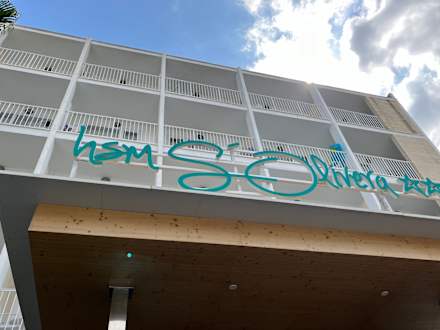 hsm S'Olivera ★★★